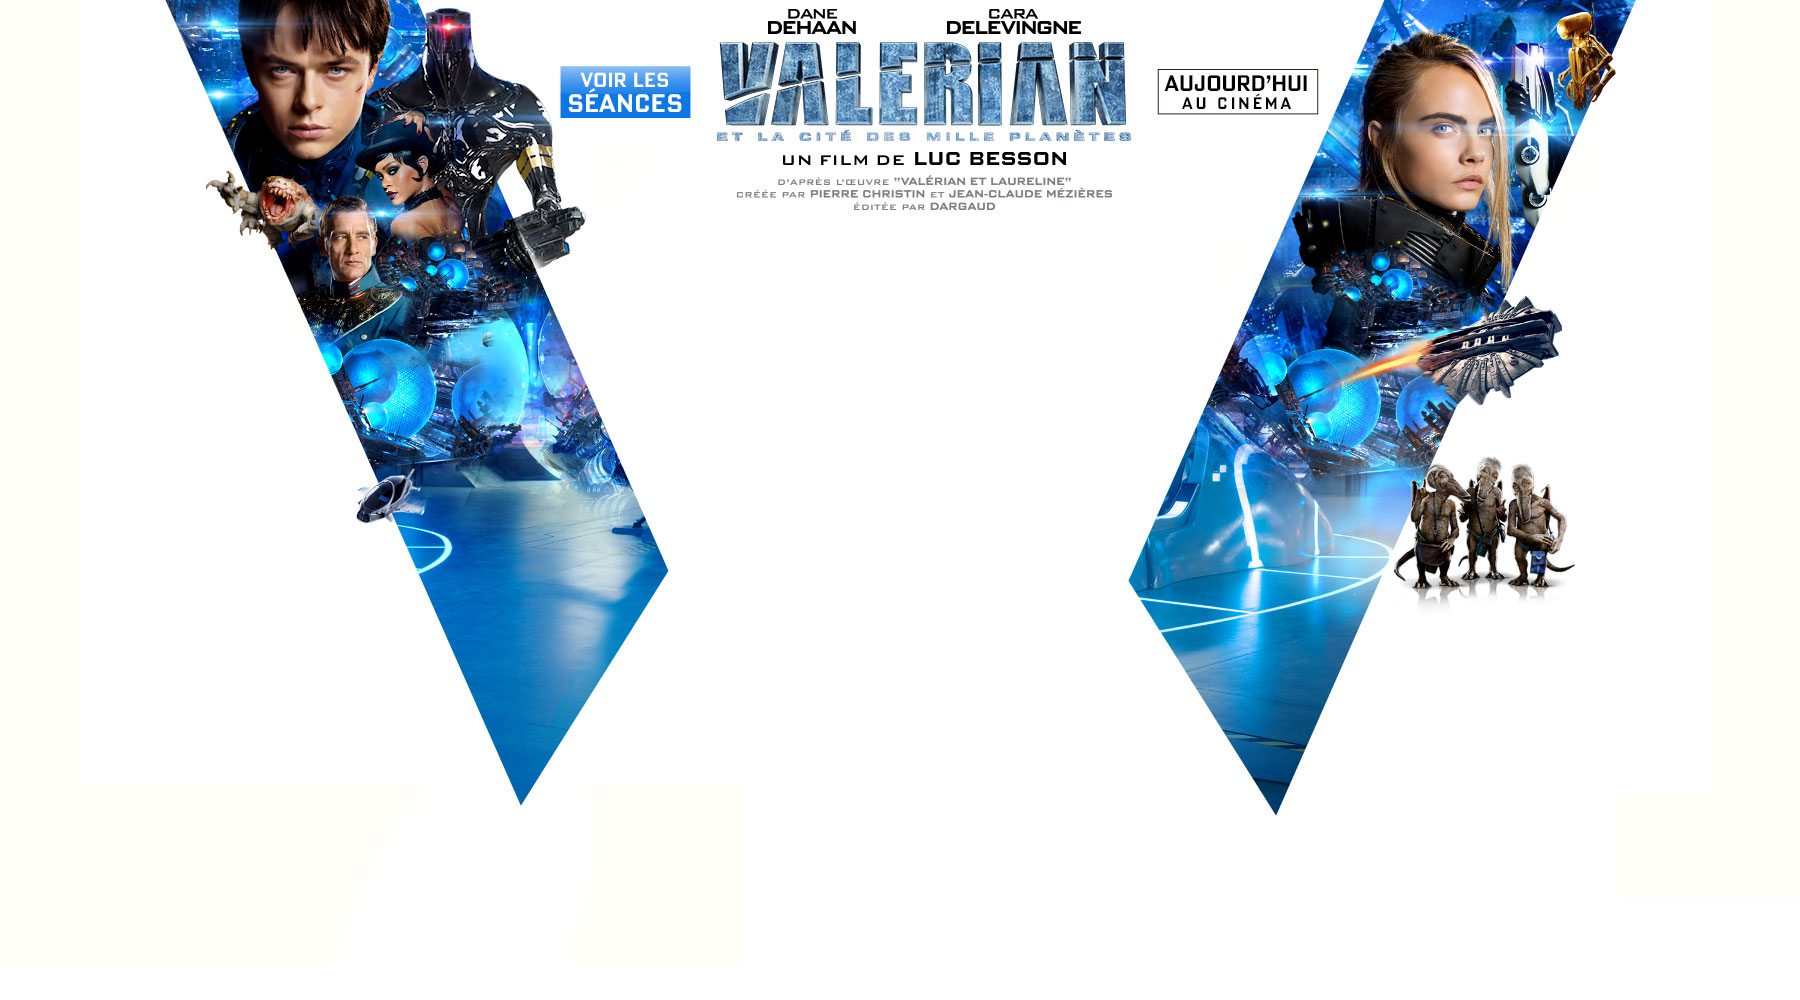 DANE
DEHAAN
CARA
DELEVINGNE
VALERIAN
ET LA CITÉ DES MILLE PLANÈTES
UN FILM DE LUC BESSON
D'APRÈS L'ŒUVRE "VALÉRIAN ET LAURELINE"
CRÉÉE PAR PIERRE CHRISTIN ET JEAN-CLAUDE MÉZIÈRES
ÉDITÉE PAR DARGAUD
VOIR LES
SÉANCES
AUJOURD'HUI
AU CINÉMA